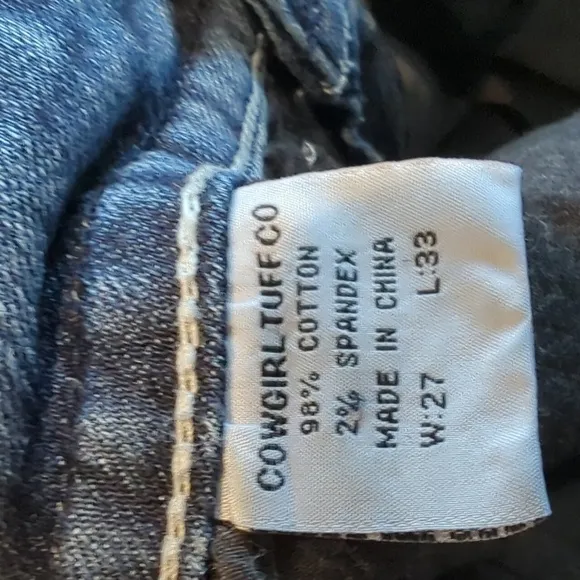 COWGIRL TUFF CO
98% COTTON
2% SPANDEX
MADE IN CHINA
W:27 L:33